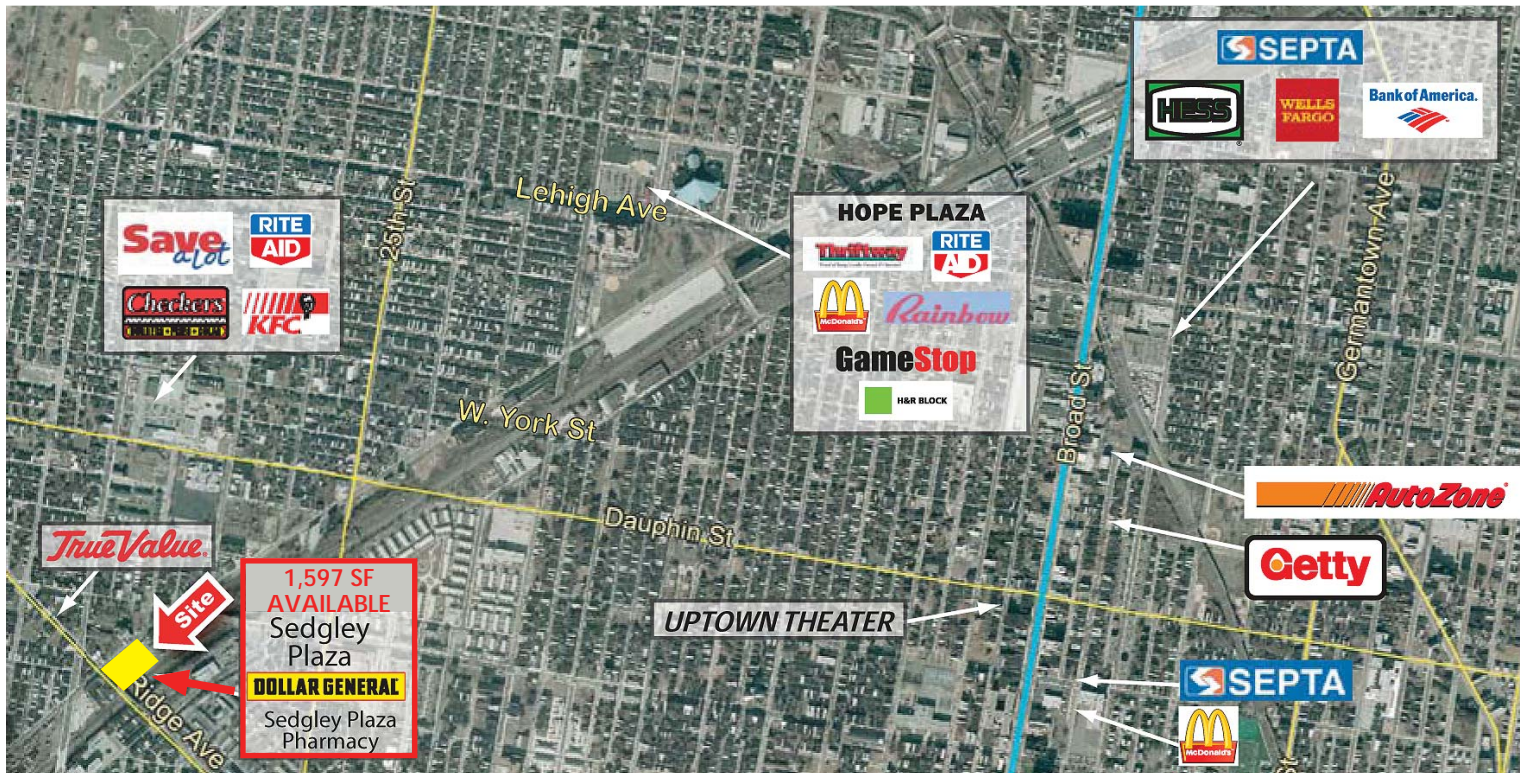 SEPTA
HESS
WELLS
FARGO
Bank of America.
Lehigh Ave
25th St
Save
a lot
RITE
AID
Checkers
KFC
HOPE PLAZA
Thriftway
RITE
AID
McDonald's
Rainbow
GameStop
H&R BLOCK
Germantown Ave
W. York St
Broad St
AutoZone
Dauphin St
Getty
True Value
Site
1,597 SF
AVAILABLE
Sedgley
Plaza
DOLLAR GENERAL
Sedgley Plaza
Pharmacy
Ridge Ave
UPTOWN THEATER
SEPTA
McDonald's
St